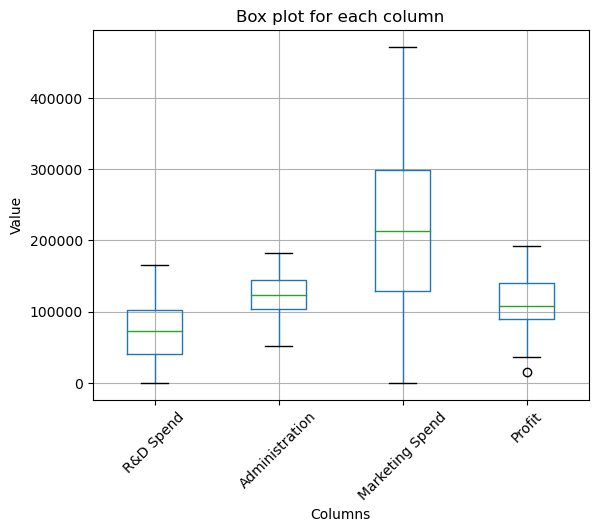 Box plot for each column
Value
400000
300000
200000
100000
0
R&D Spend
Administration
Marketing Spend
Profit
Columns